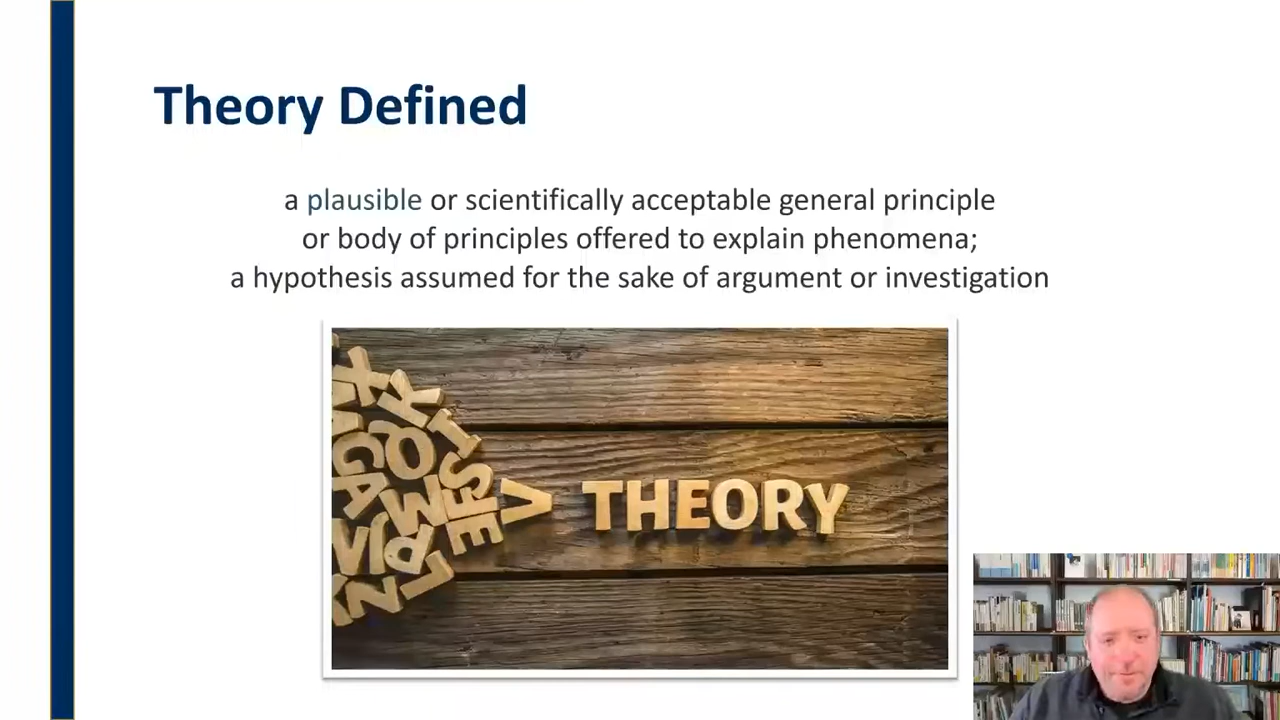 Theory Defined
a plausible or scientifically acceptable general principle
or body of principles offered to explain phenomena;
a hypothesis assumed for the sake of argument or investigation
THEORY